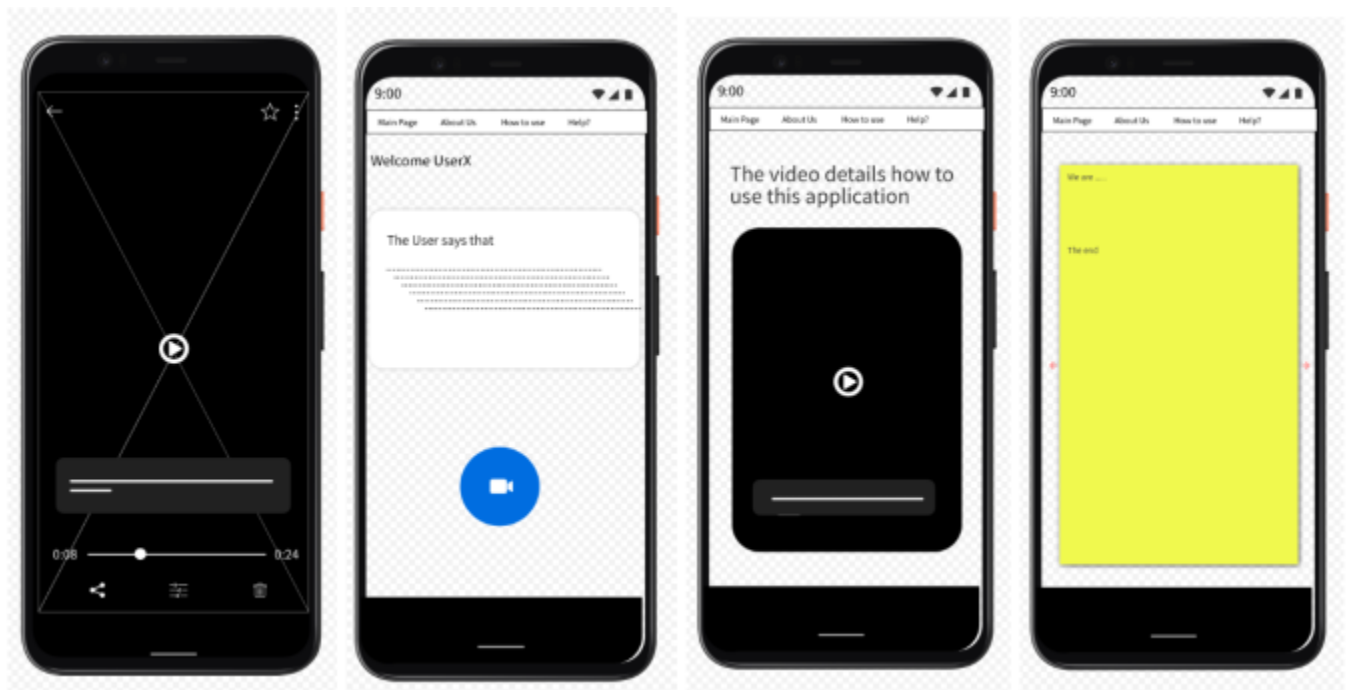 0:08
0:24
9:00
Main Page About Us How to use Help?
Welcome UserX
The User says that
9:00
Main Page About Us How to use Help?
The video details how to
use this application
9:00
Main Page About Us How to use Help?
We are .....
The end